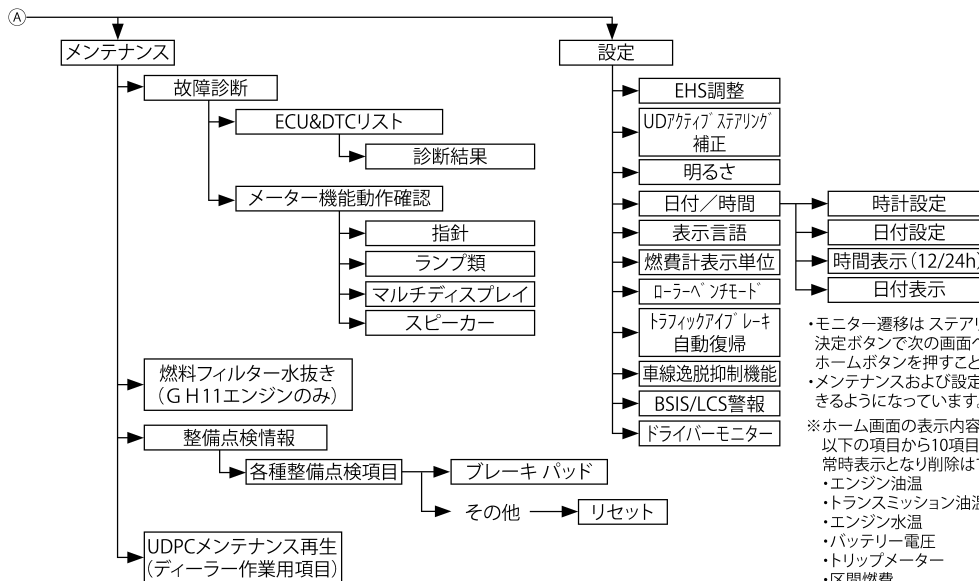 Ⓐ
メンテナンス
故障診断
ECU&DTCリスト
診断結果
メーター機能動作確認
指針
ランプ類
マルチディスプレイ
スピーカー
燃料フィルター水抜き
(GH11エンジンのみ)
整備点検情報
各種整備点検項目
ブレーキ パッド
その他
リセット
UDPCメンテナンス再生
(ディーラー作業用項目)
設定
EHS調整
UDｱｸﾃｨﾌﾞｽﾃｱﾘﾝｸﾞ
補正
明るさ
日付／時間
時計設定
日付設定
時間表示(12/24h)
日付表示
表示言語
燃費計表示単位
ﾛｰﾗｰﾍﾞﾝﾁﾓｰﾄﾞ
ﾄﾗﾌｨｯｸｱｲﾌﾞﾚｰｷ
自動復帰
車線逸脱抑制機能
BSIS/LCS警報
ドライバーモニター
・モニター遷移は ステアリ
決定ボタンで次の画面へ
ホームボタンを押すこと
・メンテナンスおよび設定
きるようになっています。
※ホーム画面の表示内容
以下の項目から10項目
常時表示となり削除は
・エンジン油温
・トランスミッション油温
・エンジン水温
・バッテリー電圧
・トリップメーター
・区間燃費